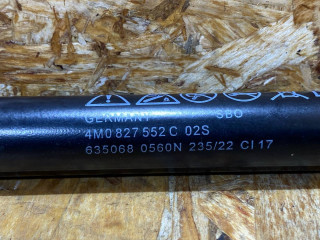 GERMANY SBO
4M0 827 552 C 02S
635068 0560N 235/22 CI 17